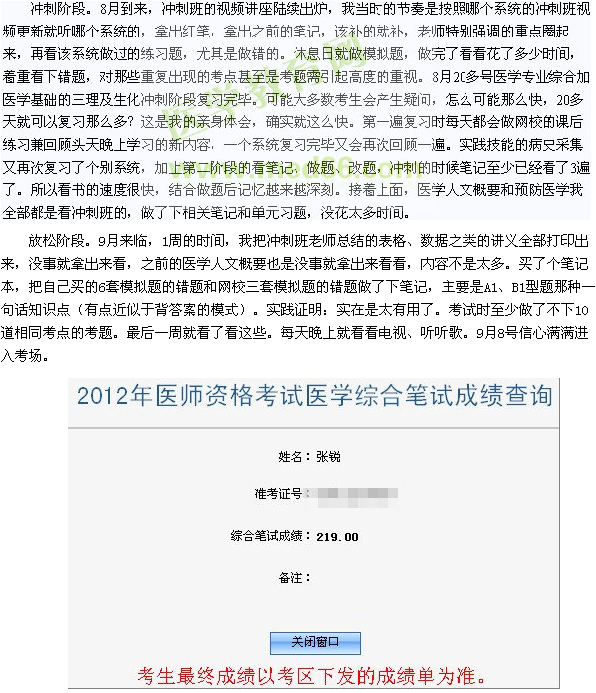 冲刺阶段。8月到来，冲刺班的视频讲座陆续出炉，我当时的节奏是按照哪个系统的冲刺班视
频更新就听哪个系统的，拿出红笔，拿出之前的笔记，该补的就补，老师特别强调的重点圈起
来，再看该系统做过的练习题，尤其是做错的。休息日就做模拟题，做完了看看花了多少时间，
着重看下错题，对那些重复出现的考点甚至是考题需引起高度的重视。8月20多号医学专业综合加
医学基础的三理及生化冲刺阶段复习完毕。可能大多数考生会产生疑问，怎么可能那么快，20多
天就可以复习那么多？这是我的亲身体会，确实就这么快。第一遍复习时每天都会做网校的课后
练习兼回顾头天晚上学习的新内容，一个系统复习完毕又会再次回顾一遍。实践技能的病史采集
又再次复习了个别系统，加上第二阶段的看笔记、做题、改题，冲刺的时候笔记至少已经看了3遍
了。所以看书的速度很快，结合做题后记忆越来越深刻。接着上面，医学人文概要和预防医学我
全部都是看冲刺班的，做了下相关笔记和单元习题，没花太多时间。
放松阶段。9月来临，1周的时间，我把冲刺班老师总结的表格、数据之类的讲义全部打印出
来，没事就拿出来看，之前的医学人文概要也是没事就拿出来看看，内容不是太多。买了个笔记
本，把自己买的6套模拟题的错题和网校三套模拟题的错题做了下笔记，主要是A1、B1型题那种一
句话知识点（有点近似于背答案的模式）。实践证明：实在是太有用了。考试时至少做了不下10
道相同考点的考题。最后一周就看了看这些。每天晚上就看看电视、听听歌。9月8号信心满满进
入考场。
医学教育网
www.med66.com
2012年医师资格考试医学综合笔试成绩查询
姓名：张锐
准考证号：
综合笔试成绩：219.00
备注：
关闭窗口
考生最终成绩以考区下发的成绩单为准。